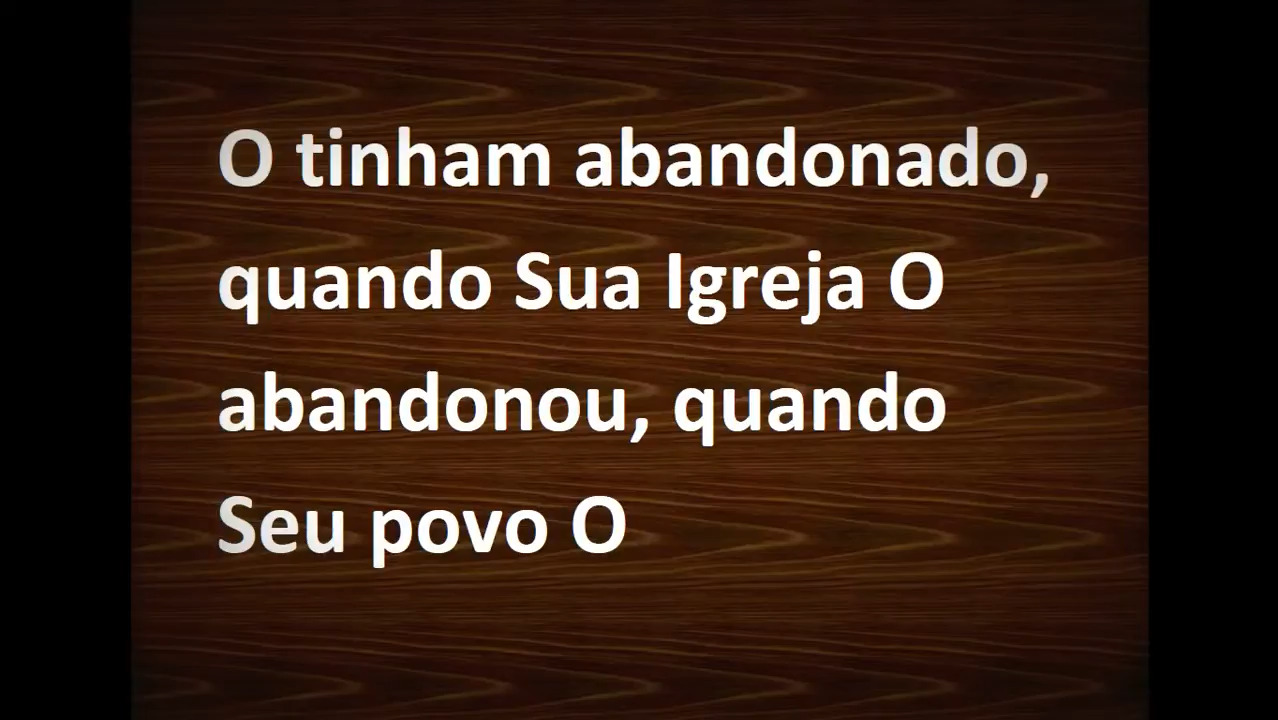 O tinham abandonado,
quando Sua Igreja O
abandonou, quando
Seu povo O